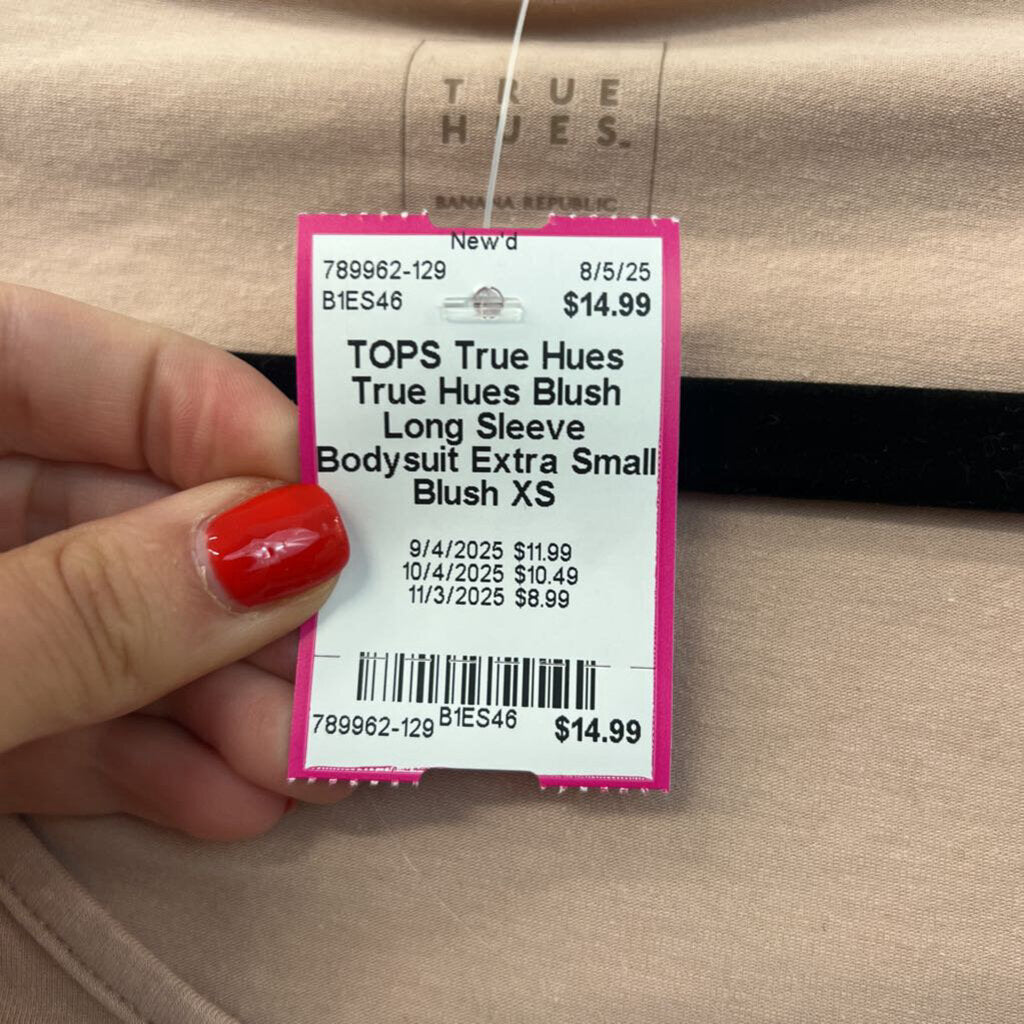 TRUE
HUES™
BANANA REPUBLIC
New'd
789962-129 8/5/25
B1ES46 $14.99
TOPS True Hues
True Hues Blush
Long Sleeve
Bodysuit Extra Small
Blush XS
9/4/2025 $11.99
10/4/2025 $10.49
11/3/2025 $8.99
789962-129 B1ES46 $14.99